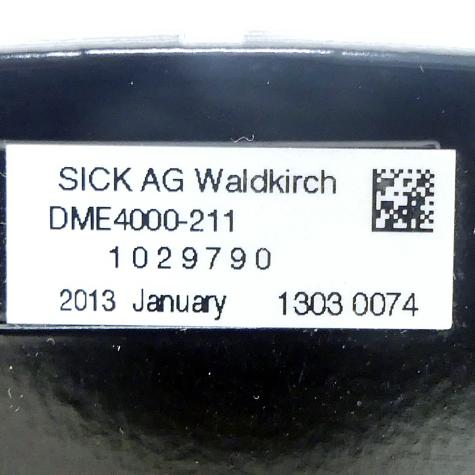 SICK AG Waldkirch
DME4000-211
1029790
2013 January 1303 0074